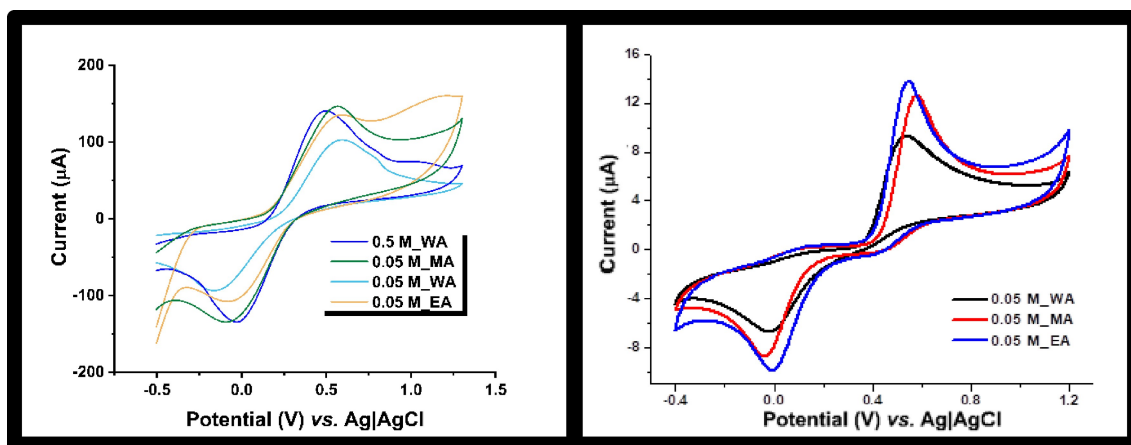 200
100
0
-100
-200
Current (μA)
0.5 M_WA
0.05 M_MA
0.05 M_WA
0.05 M_EA
-0.5 0.0 0.5 1.0 1.5
Potential (V) vs. Ag|AgCl
16
12
8
4
0
-4
-8
Current (μA)
0.05 M_WA
0.05 M_MA
0.05 M_EA
-0.4 0.0 0.4 0.8 1.2
Potential (V) vs. Ag|AgCl